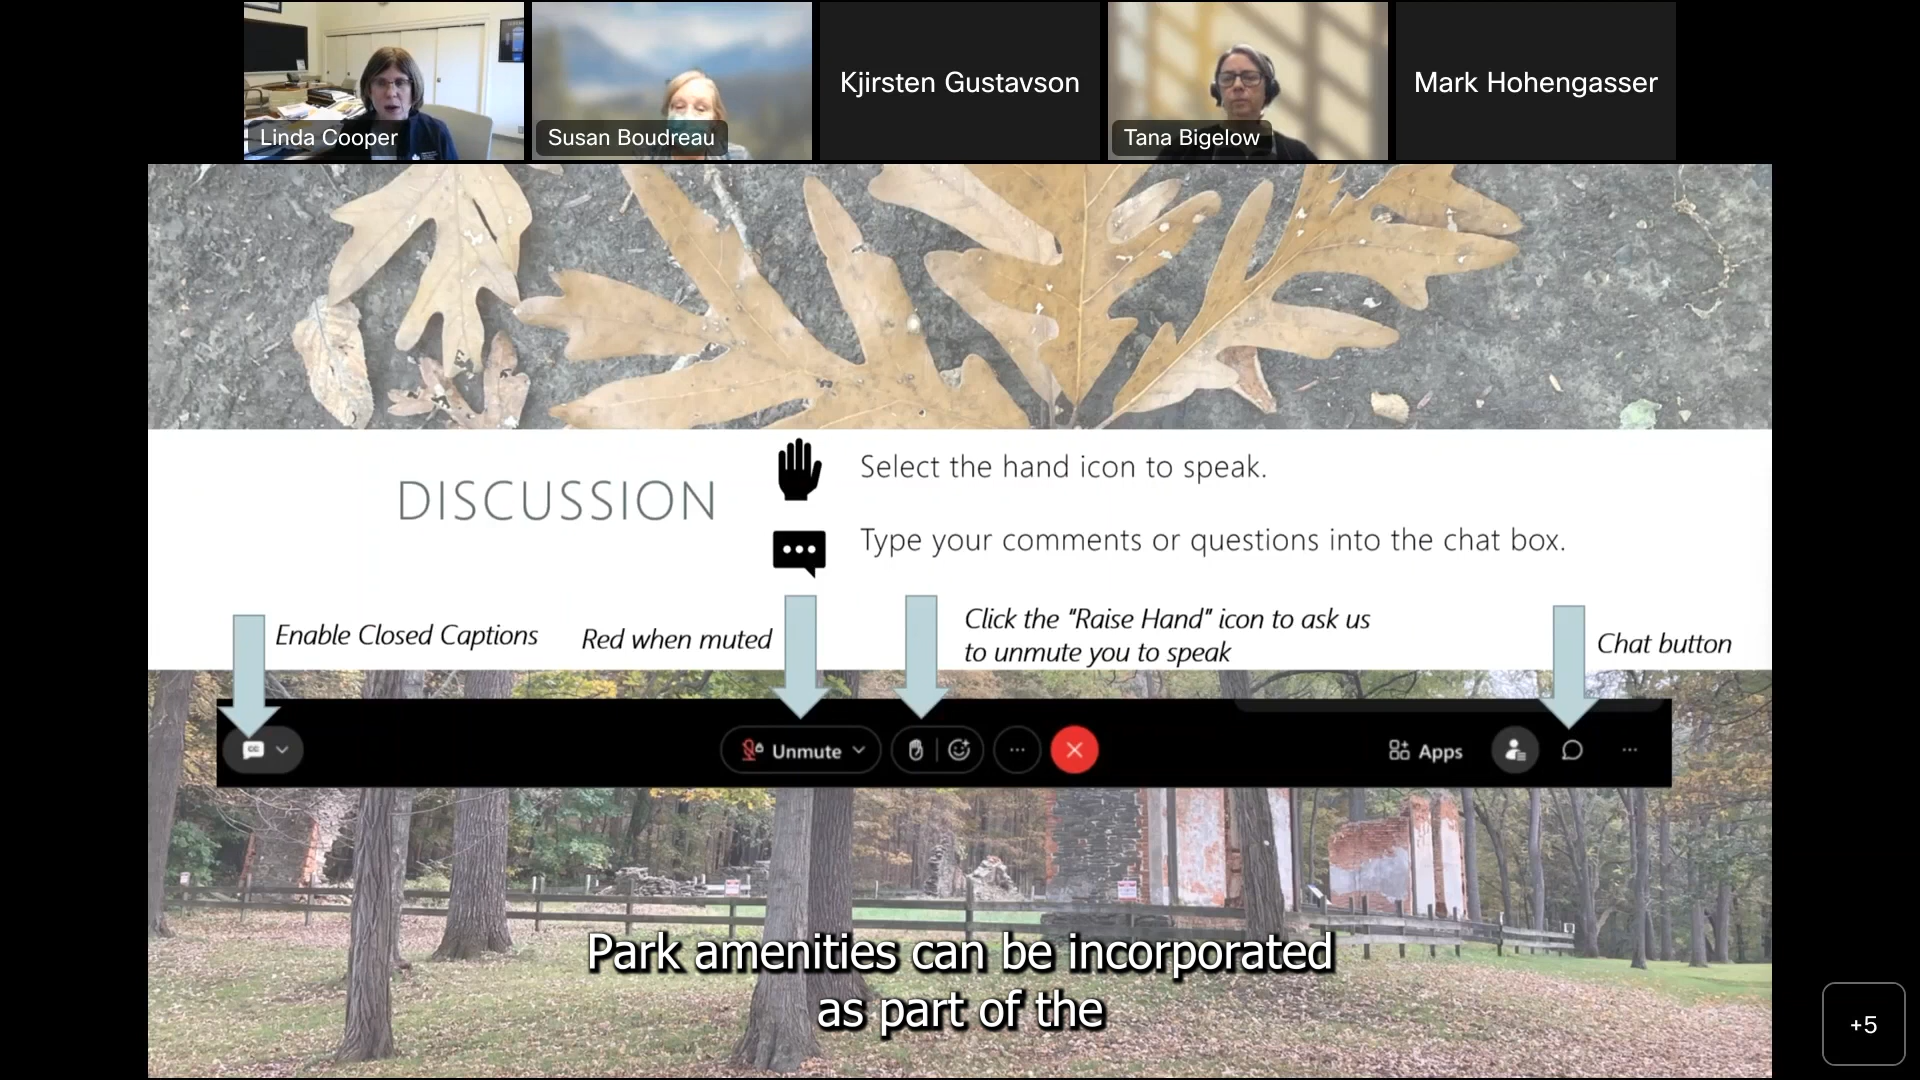 Linda Cooper
Susan Boudreau
Kjirsten Gustavson
Tana Bigelow
Mark Hohengasser
DISCUSSION
Select the hand icon to speak.
Type your comments or questions into the chat box.
Enable Closed Captions
Red when muted
Click the "Raise Hand" icon to ask us
to unmute you to speak
Chat button
CC
Unmute
Apps
Park amenities can be incorporated
as part of the
+5